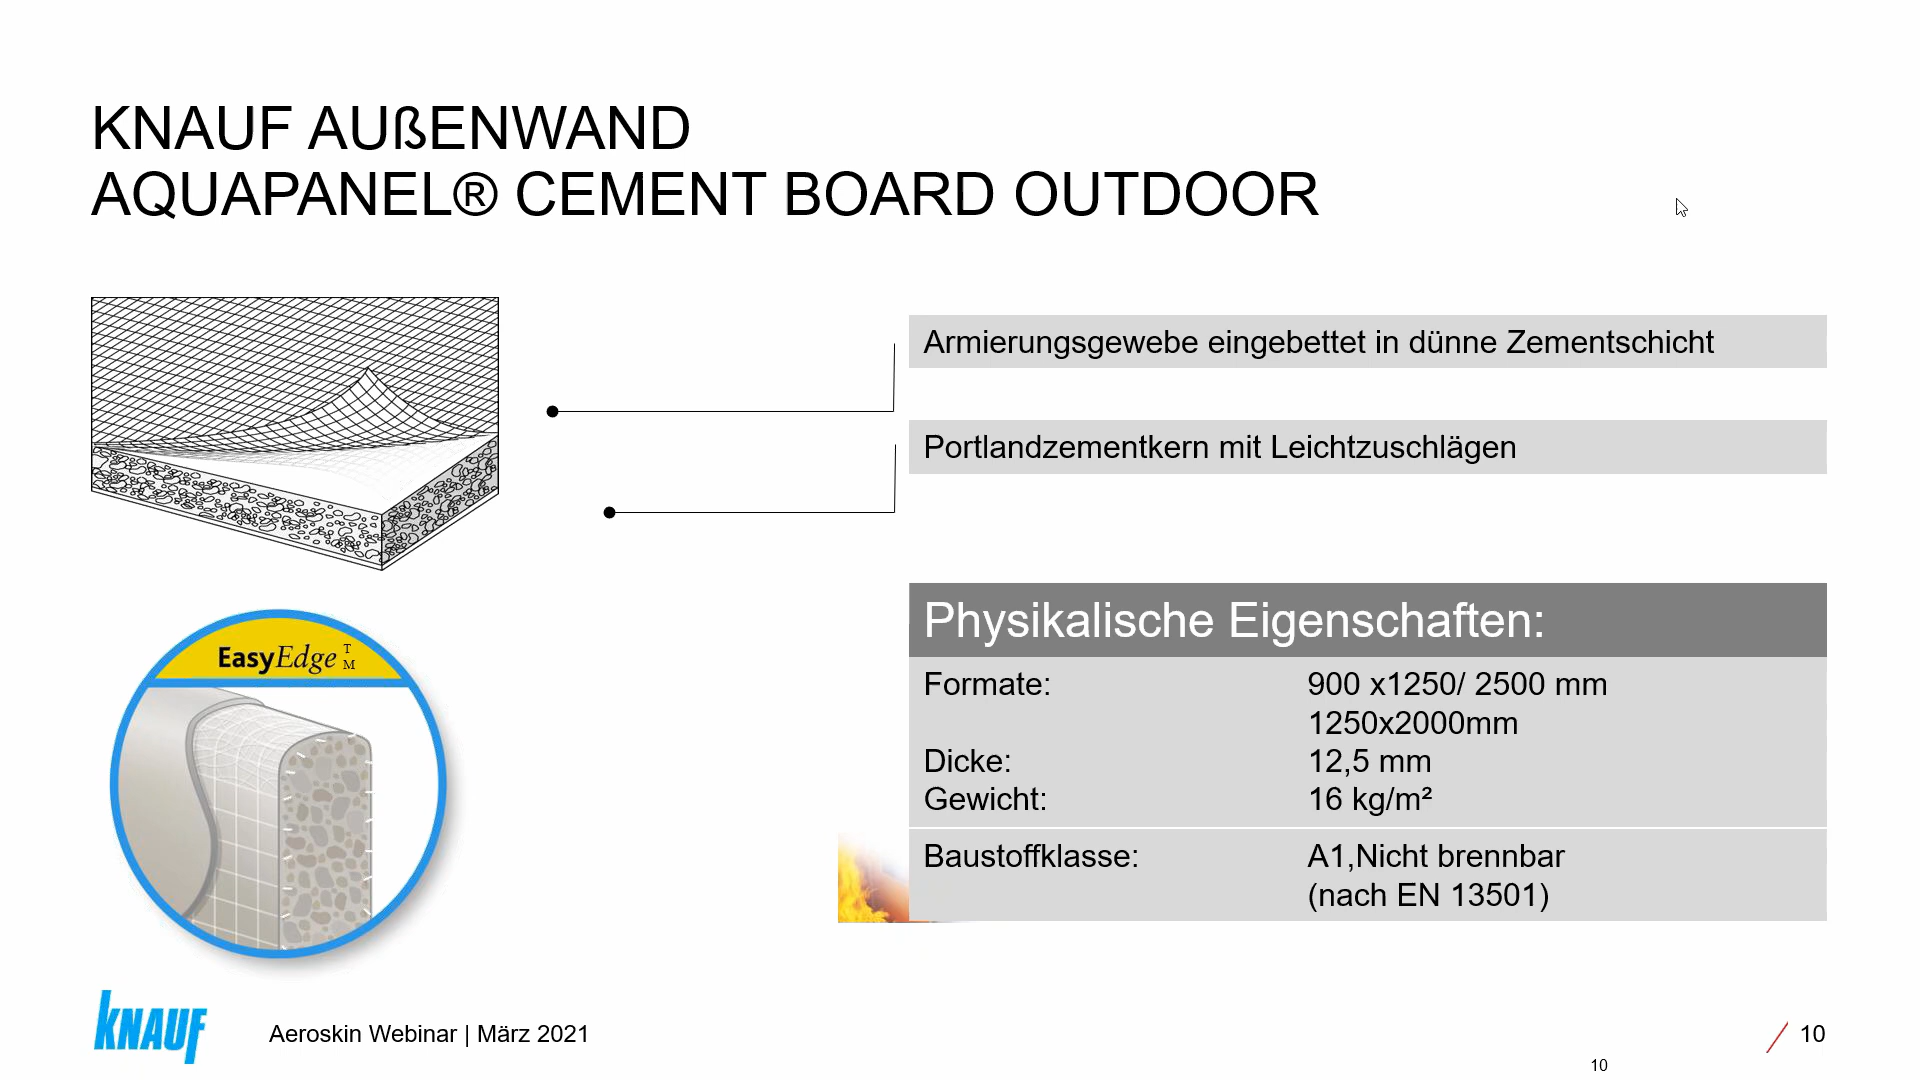 KNAUF AUßENWAND
AQUAPANEL® CEMENT BOARD OUTDOOR
Armierungsgewebe eingebettet in dünne Zementschicht
Portlandzementkern mit Leichtzuschlägen
EasyEdge TM
Physikalische Eigenschaften:
Formate: 900 x1250/ 2500 mm
1250x2000mm
Dicke: 12,5 mm
Gewicht: 16 kg/m²
Baustoffklasse: A1,Nicht brennbar
(nach EN 13501)
KNAUF
Aeroskin Webinar | März 2021
10
10